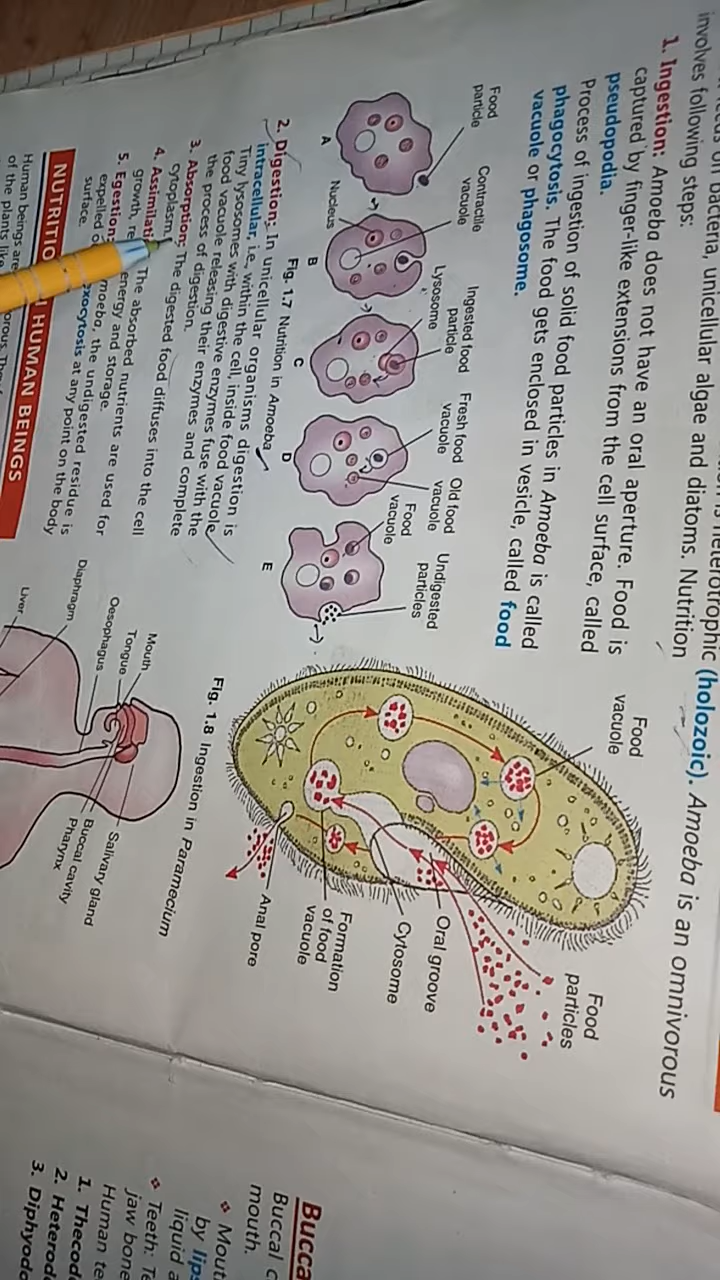 involves following steps:
heterotrophic (holozoic). Amoeba is an omnivorous
bacteria, unicellular algae and diatoms. Nutrition
1. Ingestion: Amoeba does not have an oral aperture. Food is
captured by finger-like extensions from the cell surface, called
pseudopodia.
Process of ingestion of solid food particles in Amoeba is called
phagocytosis. The food gets enclosed in vesicle, called food
vacuole or phagosome.
Food
particle
Contractile
vacuole
Nucleus
Lysosome
Ingested food
particle
Fresh food
vacuole
Old food
vacuole
Food
vacuole
Undigested
particles
A
B
C
D
E
Fig. 1.7 Nutrition in Amoeba
2. Digestion: In unicellular organisms digestion is
intracellular, i.e., within the cell, inside food vacuole
Tiny lysosomes with digestive enzymes fuse with the
food vacuole releasing their enzymes and complete
the process of digestion.
3. Absorption: The digested food diffuses into the
cytoplasm.
4. The absorbed nutrients are used for cell
growth, energy and storage.
5. Egestion: the undigested residue is
expelled exocytosis at any point on the body
surface.
HUMAN BEINGS
Human beings are
of the plants like
Food
vacuole
Food
particles
Oral groove
Cytosome
Formation
of food
vacuole
Anal pore
Fig. 1.8 Ingestion in Paramecium
Mouth
Tongue
Oesophagus
Diaphragm
Liver
Salivary gland
Buccal cavity
Pharynx
Bucca
Buccal c
mouth.
❖ Mout
by lips
liquid a
❖ Teeth: Te
jaw bone
Human te
1. Thecod
2. Heterod
3. Diphyodo